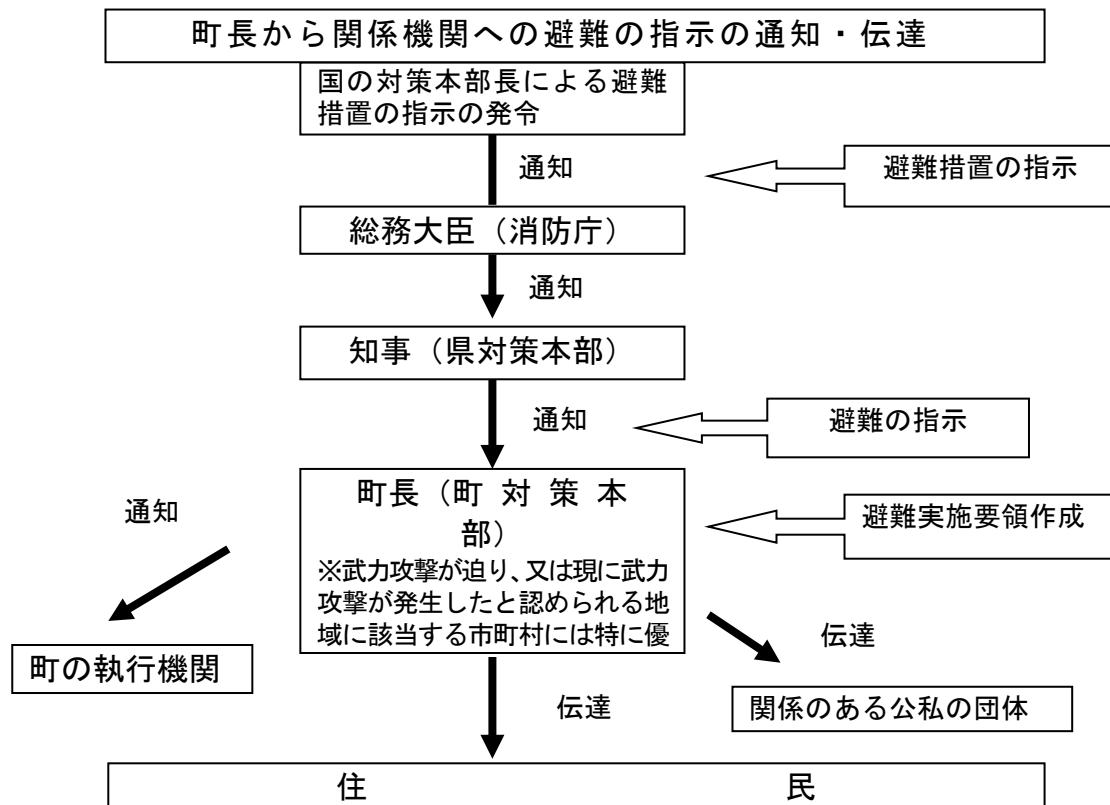 町長から関係機関への避難の指示の通知・伝達
国の対策本部長による避難
措置の指示の発令
通知
避難措置の指示
総務大臣（消防庁）
通知
知事（県対策本部）
通知
避難の指示
町長（町 対 策 本
部）
※武力攻撃が迫り、又は現に武力
攻撃が発生したと認められる地
域に該当する市町村には特に優
避難実施要領作成
通知
町の執行機関
伝達
関係のある公私の団体
伝達
住 民